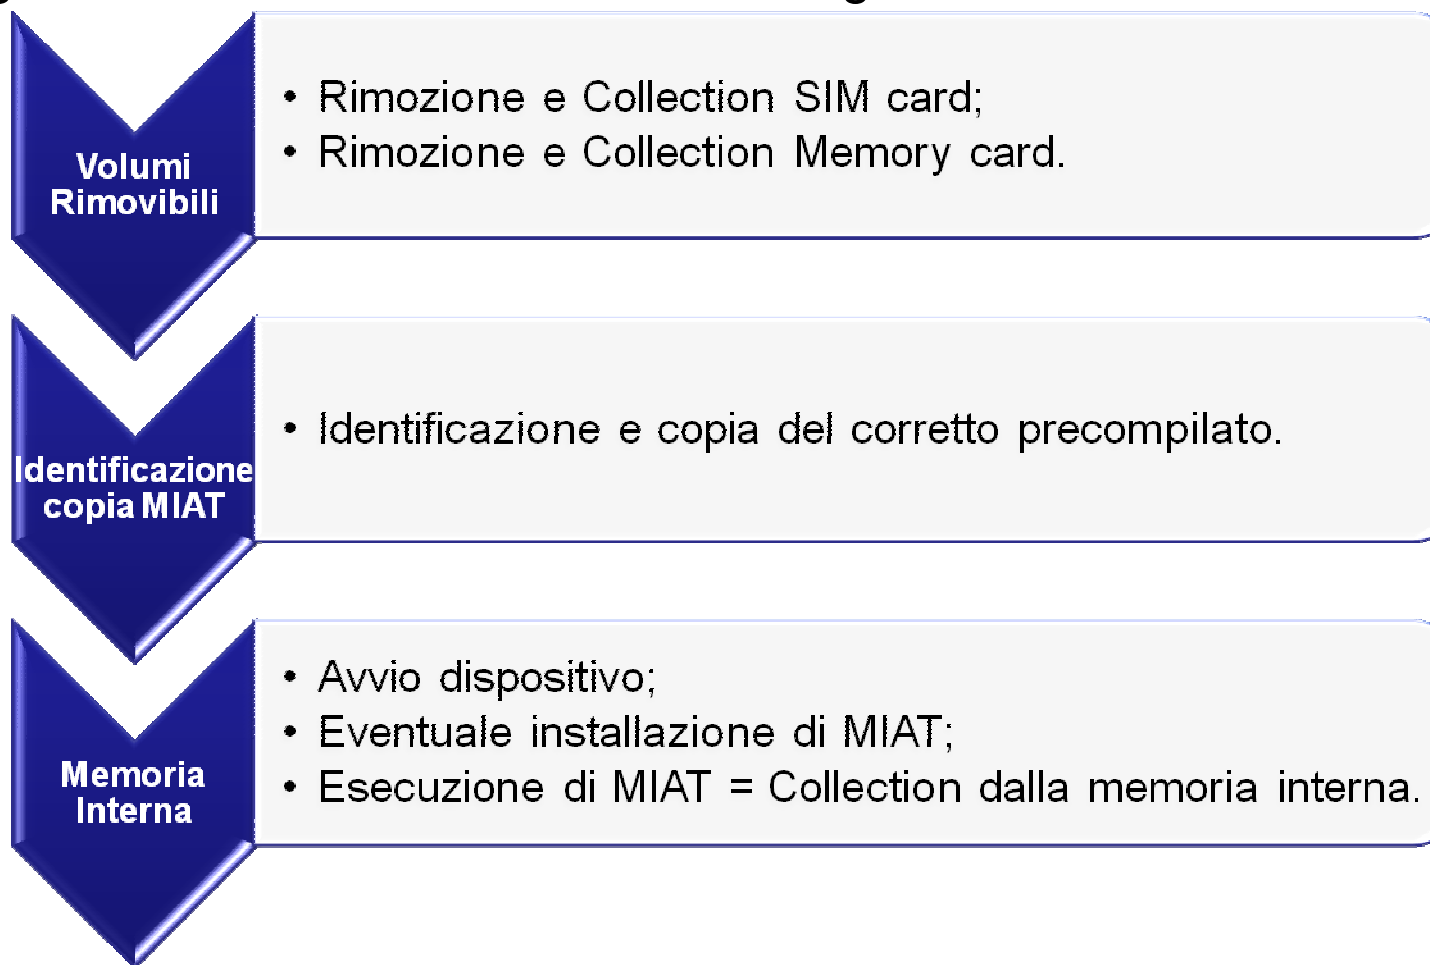 Volumi
Rimovibili
• Rimozione e Collection SIM card;
• Rimozione e Collection Memory card.
Identificazione
copia MIAT
• Identificazione e copia del corretto precompilato.
Memoria
Interna
• Avvio dispositivo;
• Eventuale installazione di MIAT;
• Esecuzione di MIAT = Collection dalla memoria interna.